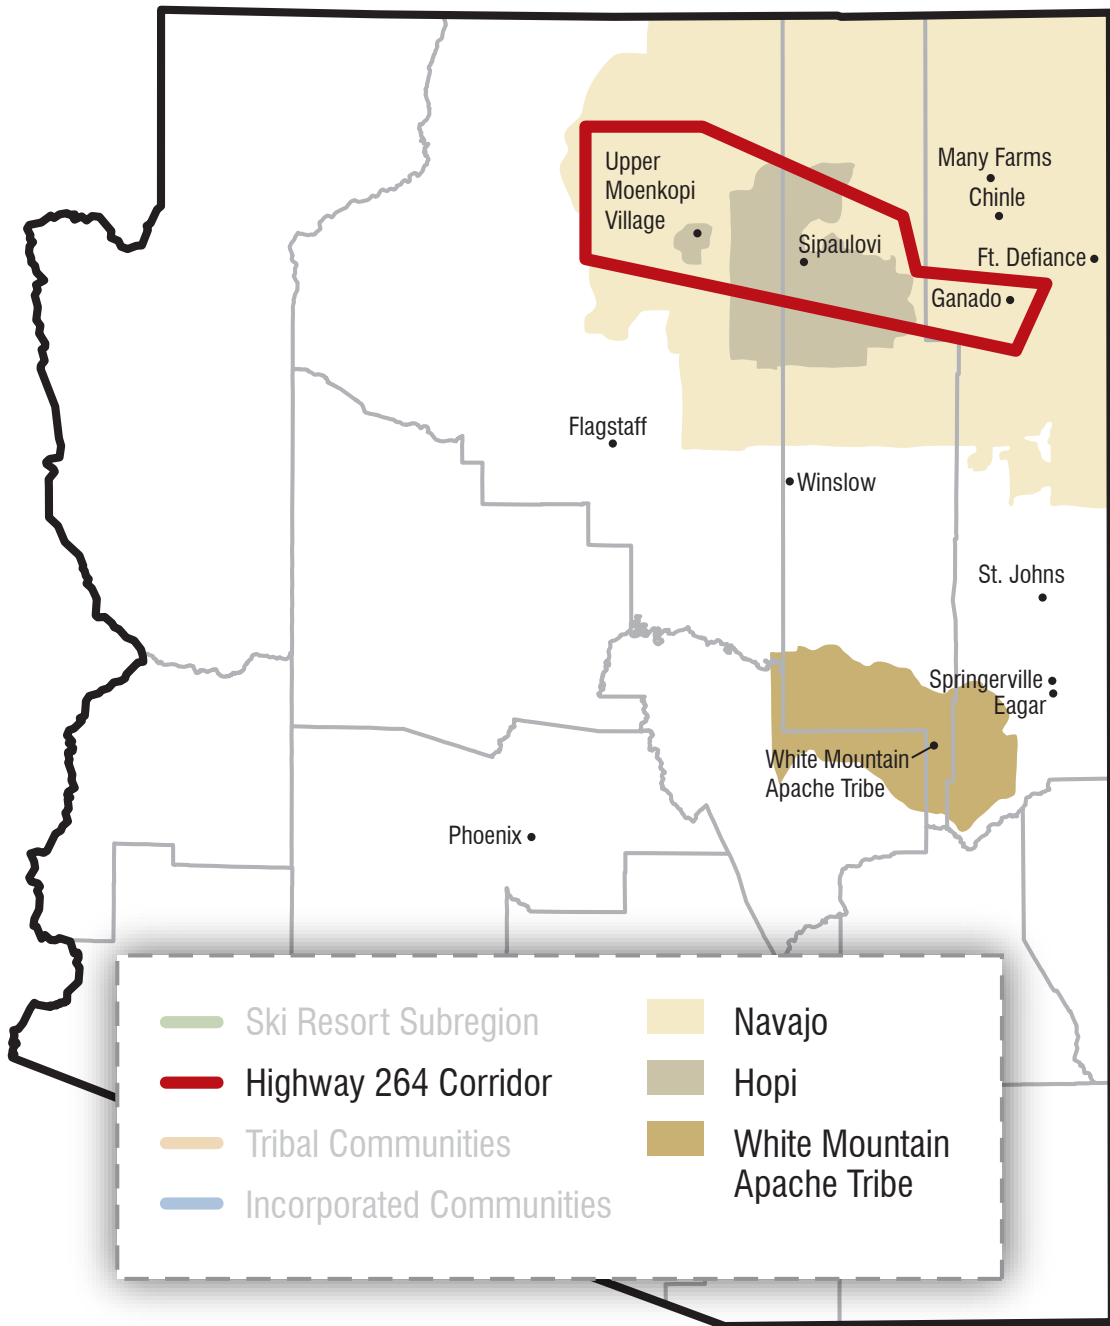 Upper
Moenkopi
Village
Many Farms
Chinle
Sipaulovi
Ft. Defiance
Ganado
Flagstaff
Winslow
St. Johns
Springerville
Eagar
White Mountain
Apache Tribe
Phoenix
Ski Resort Subregion
Highway 264 Corridor
Tribal Communities
Incorporated Communities
Navajo
Hopi
White Mountain
Apache Tribe